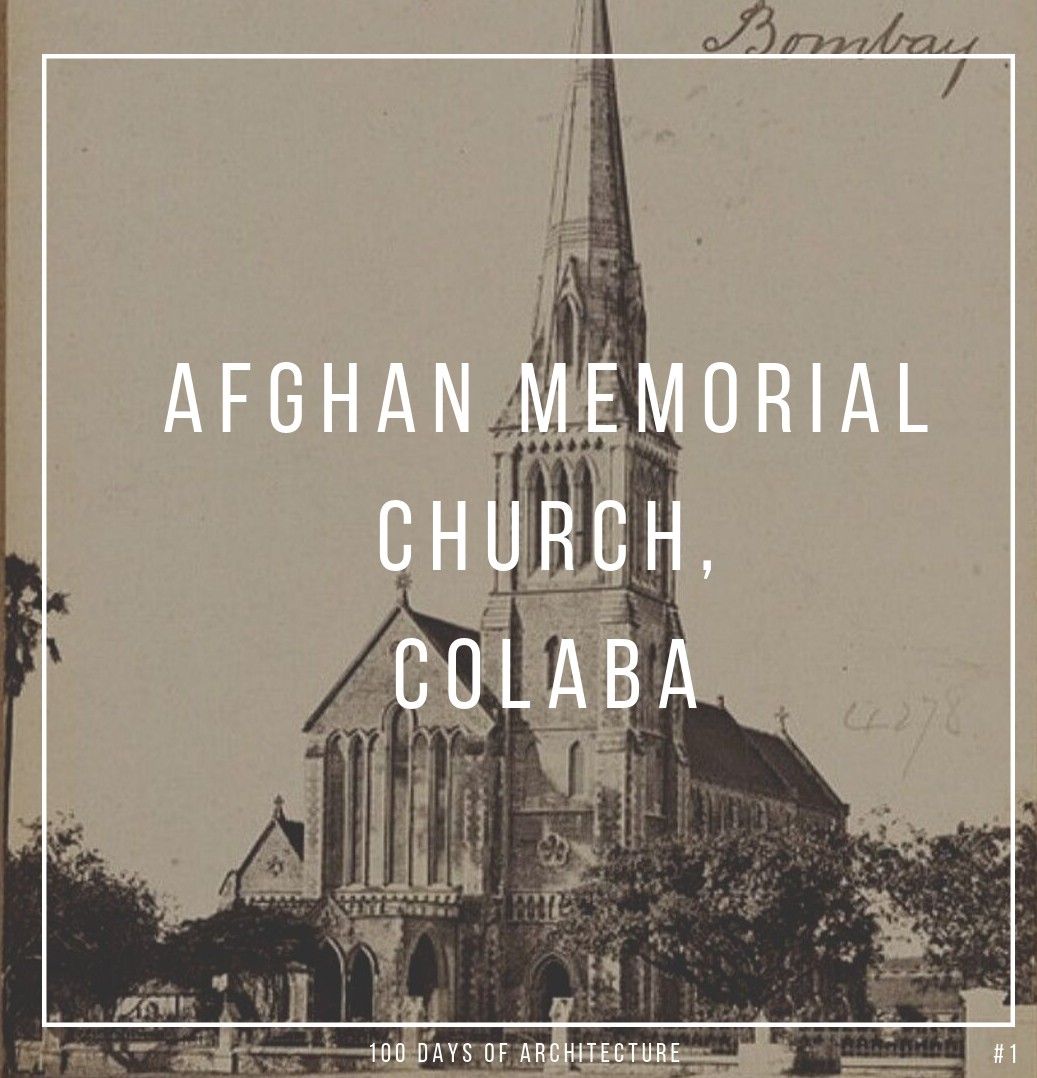 Bombay
AFGHAN MEMORIAL
CHURCH,
COLABA
4278
100 DAYS OF ARCHITECTURE
#1